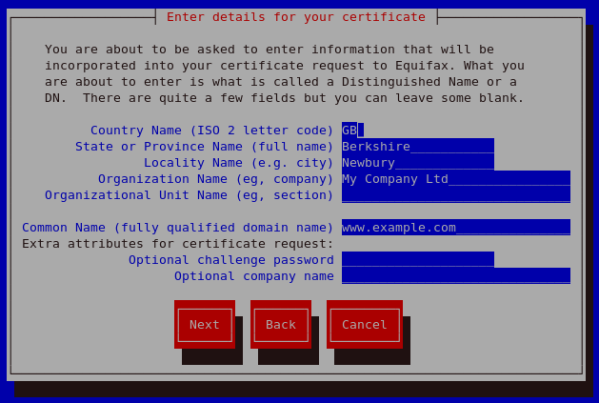 Enter details for your certificate
You are about to be asked to enter information that will be
incorporated into your certificate request to Equifax. What you
are about to enter is what is called a Distinguished Name or a
DN.  There are quite a few fields but you can leave some blank.
Country Name (ISO 2 letter code) GB
State or Province Name (full name) Berkshire
Locality Name (e.g. city) Newbury
Organization Name (eg, company) My Company Ltd
Organizational Unit Name (eg, section)
Common Name (fully qualified domain name) www.example.com
Extra attributes for certificate request:
Optional challenge password
Optional company name
Next Back Cancel